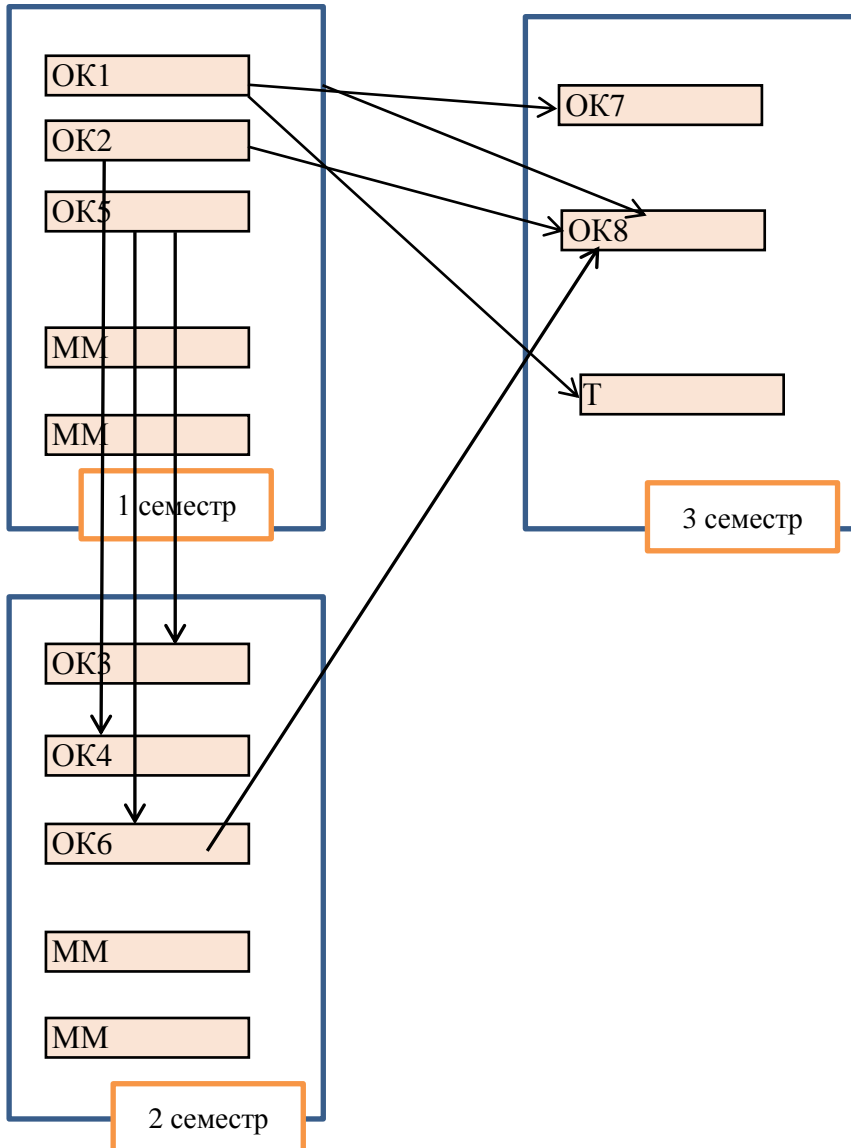 ОК1
ОК2
ОК5
ММ
ММ
1 семестр
ОК7
ОК8
Т
3 семестр
ОК3
ОК4
ОК6
ММ
ММ
2 семестр